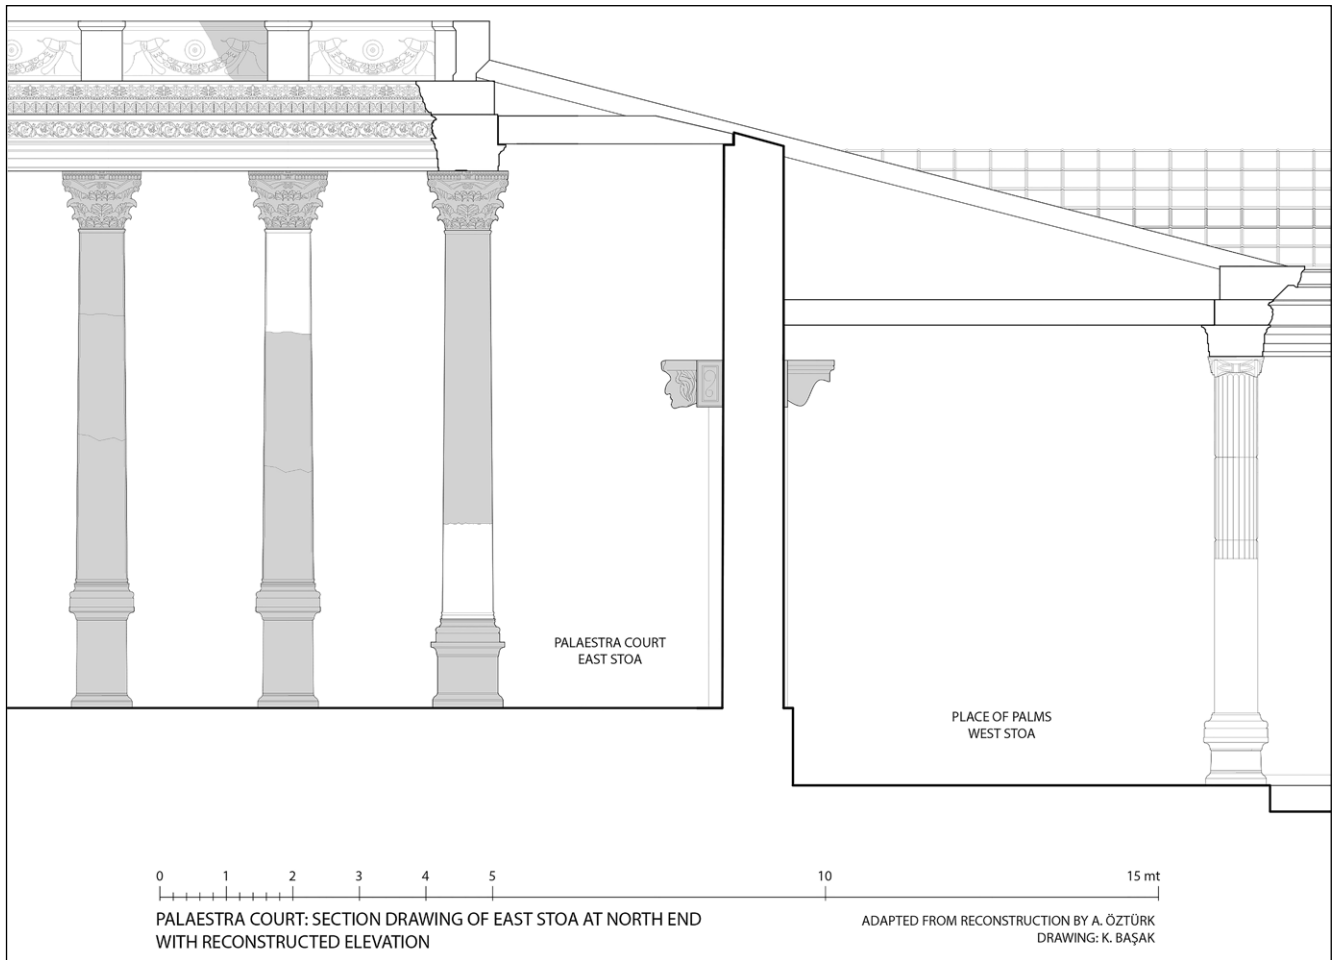 PALAESTRA COURT
EAST STOA
PLACE OF PALMS
WEST STOA
0 1 2 3 4 5 10 15 mt
PALAESTRA COURT: SECTION DRAWING OF EAST STOA AT NORTH END
WITH RECONSTRUCTED ELEVATION
ADAPTED FROM RECONSTRUCTION BY A. ÖZTÜRK
DRAWING: K. BAŞAK